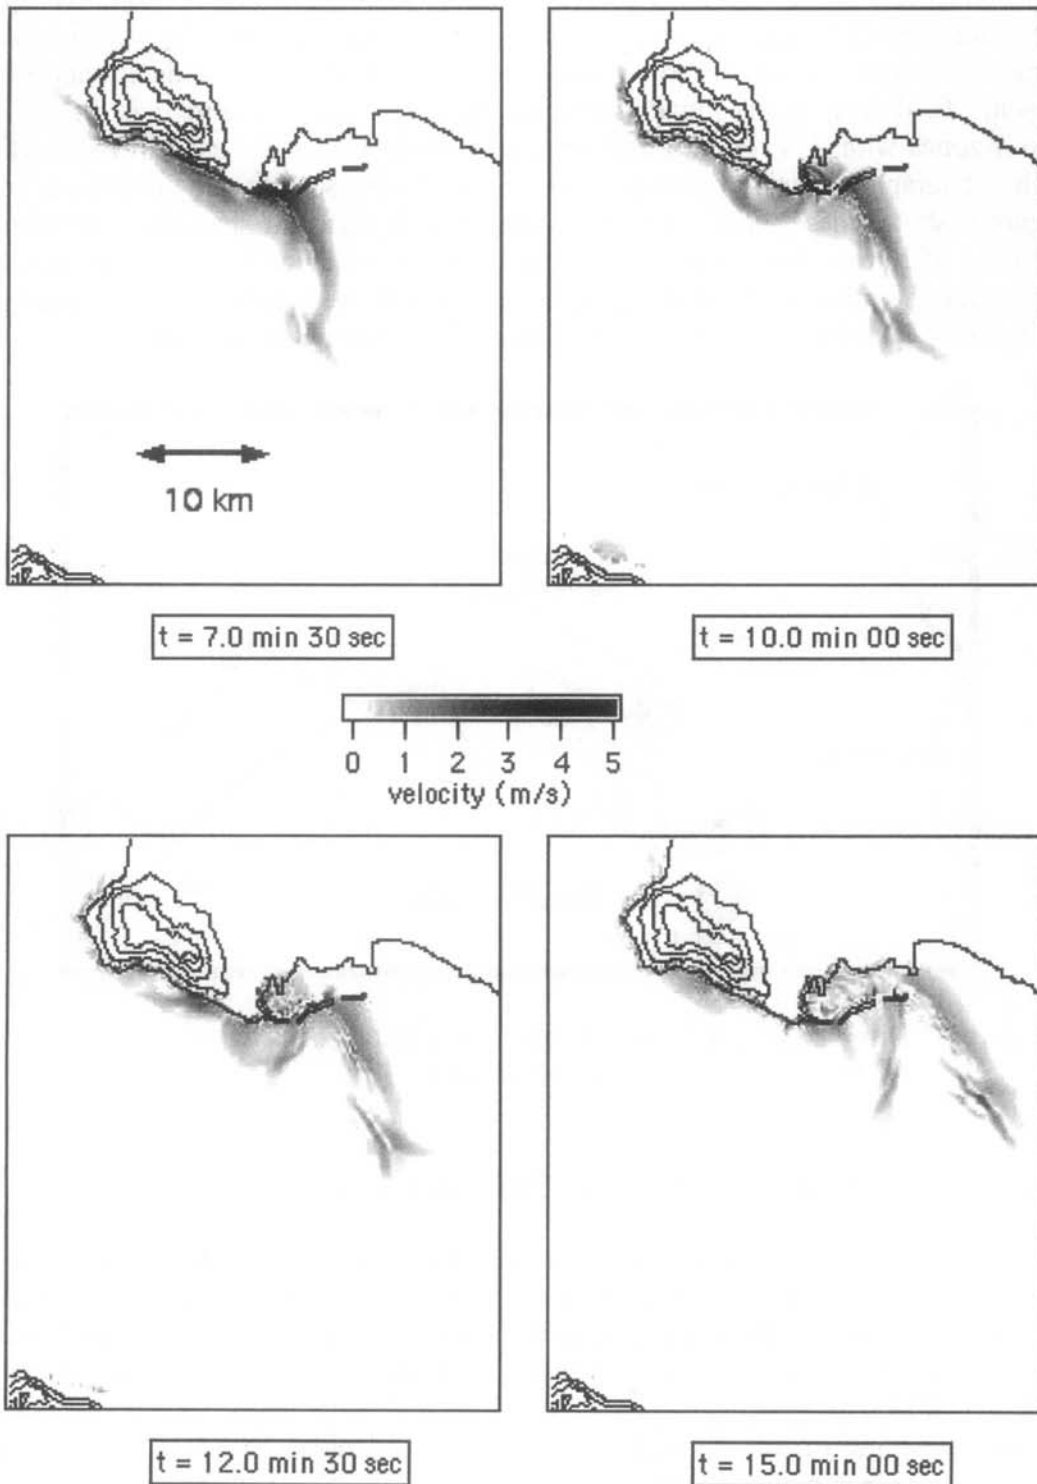 10 km
t = 7.0 min 30 sec
t = 10.0 min 00 sec
0 1 2 3 4 5
velocity (m/s)
t = 12.0 min 30 sec
t = 15.0 min 00 sec